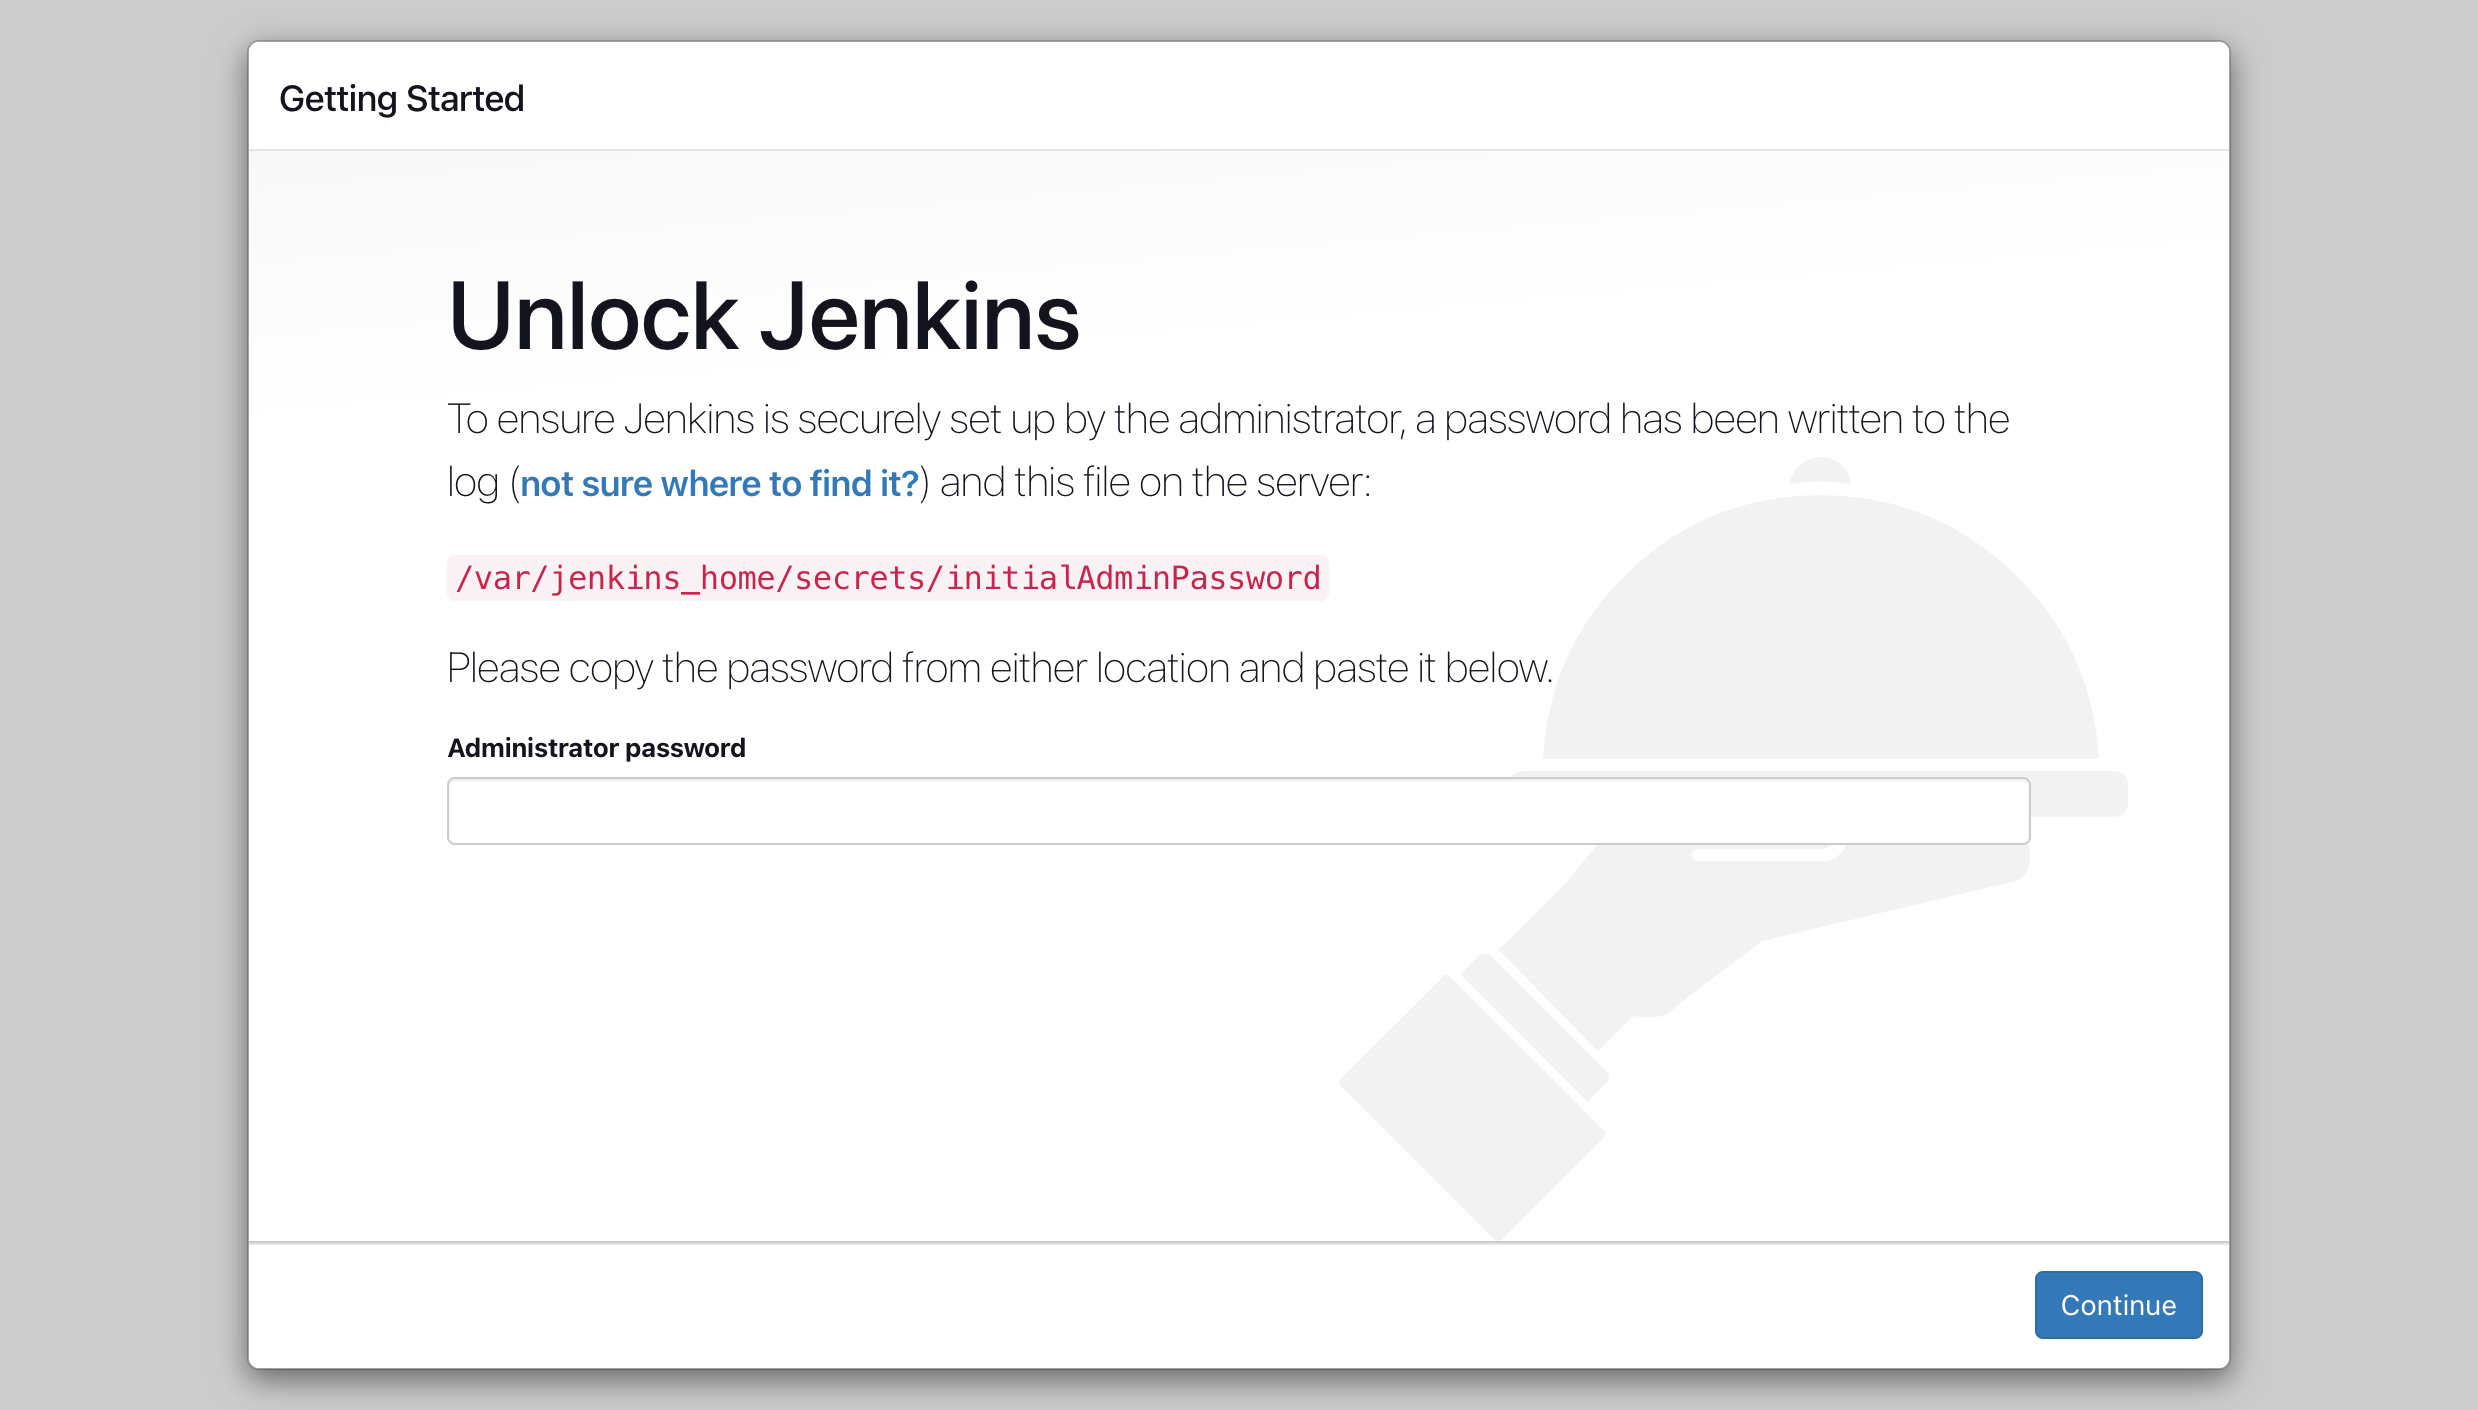 Getting Started
Unlock Jenkins
To ensure Jenkins is securely set up by the administrator, a password has been written to the
log (not sure where to find it?) and this file on the server:
/var/jenkins_home/secrets/initialAdminPassword
Please copy the password from either location and paste it below.
Administrator password
Continue